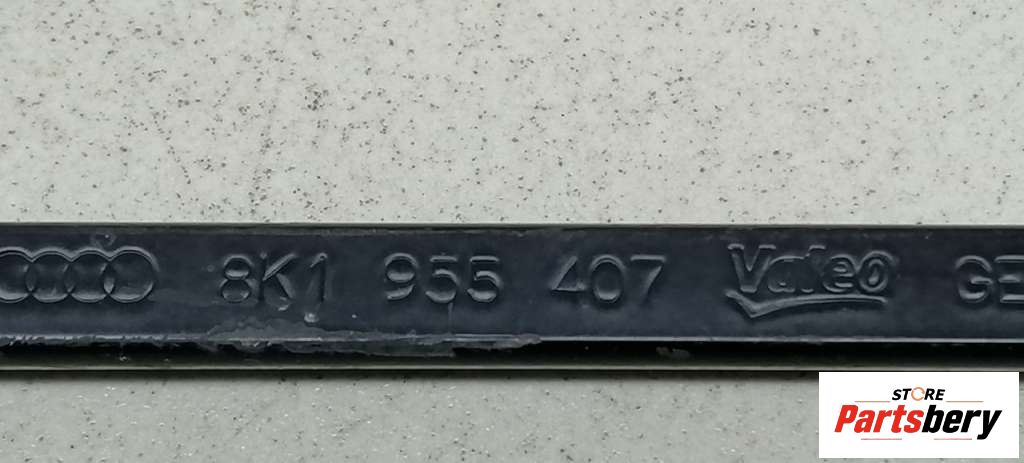 8K1 955 407 Valeo GE
STORE
Partsbery